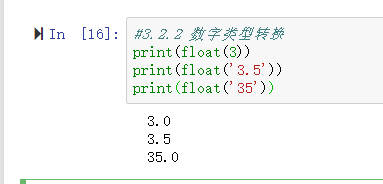 In [16]:
#3.2.2 数字类型转换
print(float(3))
print(float('3.5'))
print(float('35'))
3.0
3.5
35.0